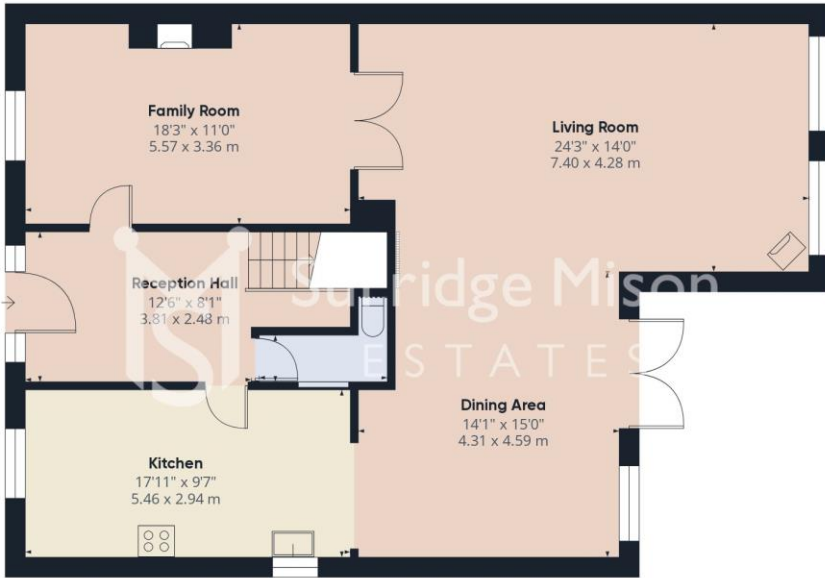 Family Room
18'3" x 11'0"
5.57 x 3.36 m
Living Room
24'3" x 14'0"
7.40 x 4.28 m
Reception Hall
12'6" x 8'1"
3.81 x 2.48 m
Surridge Mison
ESTATES
Dining Area
14'1" x 15'0"
4.31 x 4.59 m
Kitchen
17'11" x 9'7"
5.46 x 2.94 m